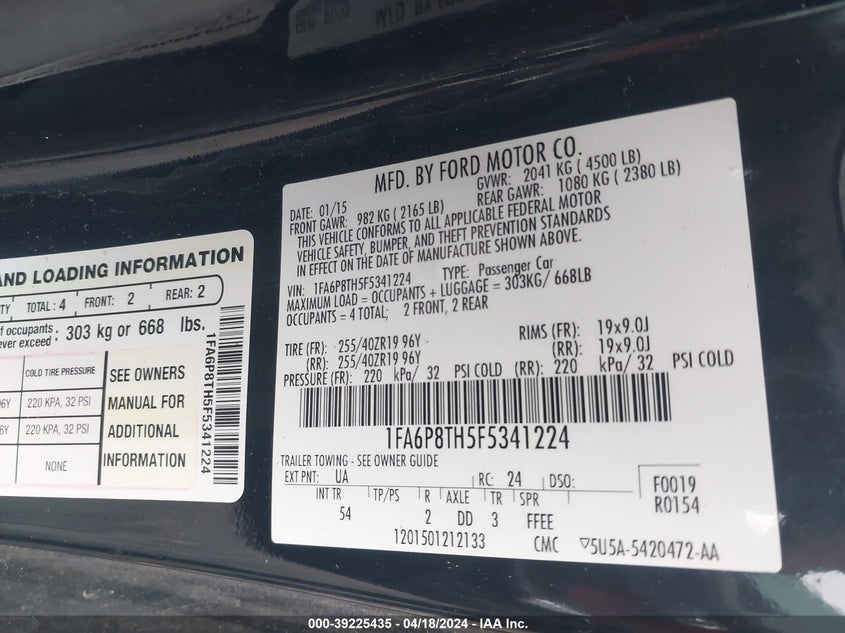 AND LOADING INFORMATION
TOTAL: 4 FRONT: 2 REAR: 2
of occupants 303 kg or 668 lbs.
ever exceed:
COLD TIRE PRESSURE
SEE OWNERS
MANUAL FOR
ADDITIONAL
INFORMATION
6Y 220 KPA, 32 PSI
6Y 220 KPA, 32 PSI
NONE
1FA6P8TH5F5341224
MFD. BY FORD MOTOR CO.
DATE: 01/15 GVWR: 2041 KG ( 4500 LB)
FRONT GAWR: 982 KG ( 2165 LB) REAR GAWR: 1080 KG ( 2380 LB)
THIS VEHICLE CONFORMS TO ALL APPLICABLE FEDERAL MOTOR
VEHICLE SAFETY, BUMPER, AND THEFT PREVENTION STANDARDS
IN EFFECT ON THE DATE OF MANUFACTURE SHOWN ABOVE.
VIN: 1FA6P8TH5F5341224 TYPE: Passenger Car
MAXIMUM LOAD = OCCUPANTS + LUGGAGE = 303KG/ 668LB
OCCUPANTS = 4 TOTAL; 2 FRONT, 2 REAR
TIRE (FR): 255/40ZR19 96Y RIMS (FR): 19x9.0J
(RR): 255/40ZR19 96Y (RR): 19x9.0J
PRESSURE (FR): 220 kPa/ 32 PSI COLD (RR): 220 kPa/ 32 PSI COLD
1FA6P8TH5F5341224
TRAILER TOWING - SEE OWNER GUIDE
EXT PNT: UA RC: 24 DSO: F0019
R0154
INT TR TP/PS R AXLE TR SPR
54 2 DD 3 FFEE
1201501212133 CMC ▽5U5A-5420472-AA
000-39225435 - 04/18/2024 - IAA Inc.